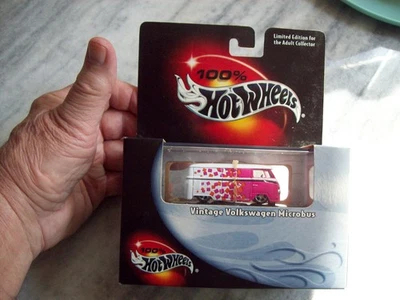 Limited Edition for
the Adult Collector
100%
Hot Wheels
Vintage Volkswagen Microbus
100%
Hot Wheels